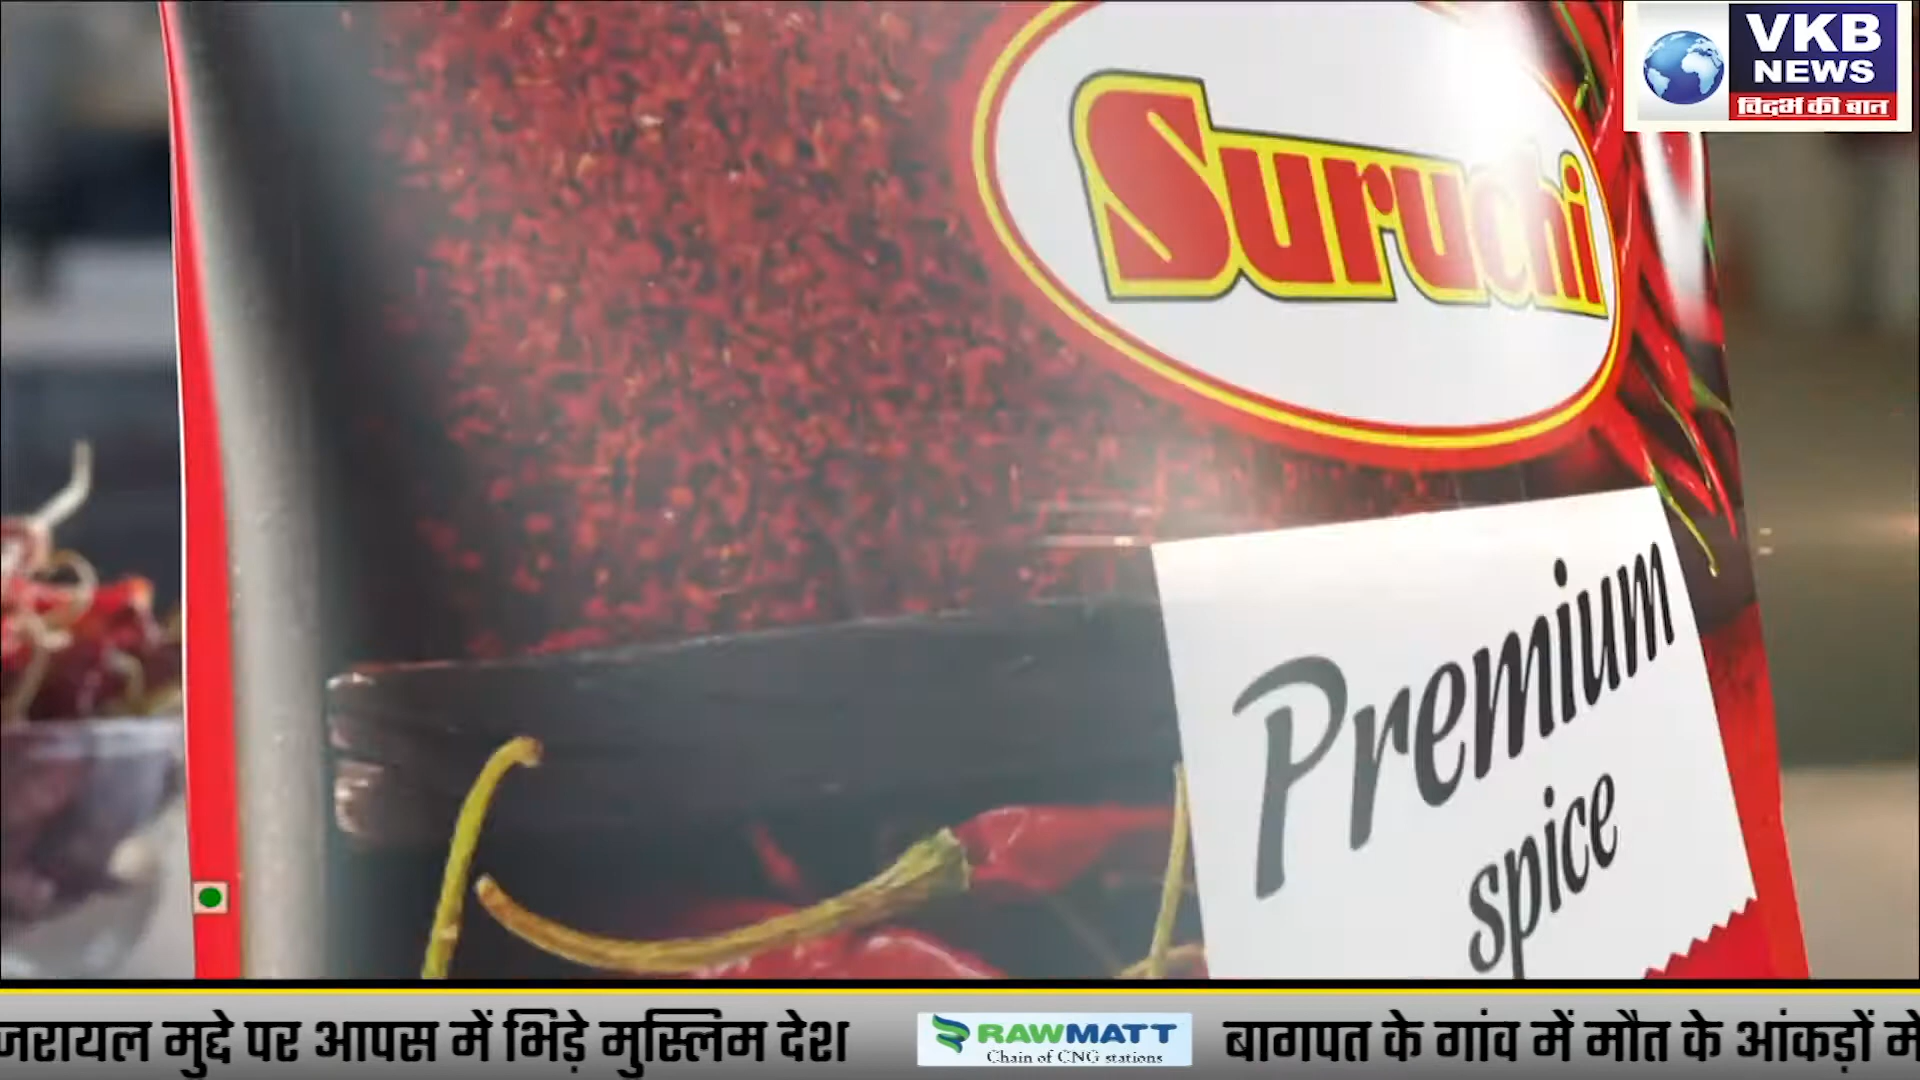 VKB
NEWS
विदर्भ की बात
Suruchi
Premium
spice
जरायल मुद्दे पर आपस में भिड़े मुस्लिम देश
RAWMATT
Chain of CNG stations
बागपत के गांव में मौत के आंकड़ों में